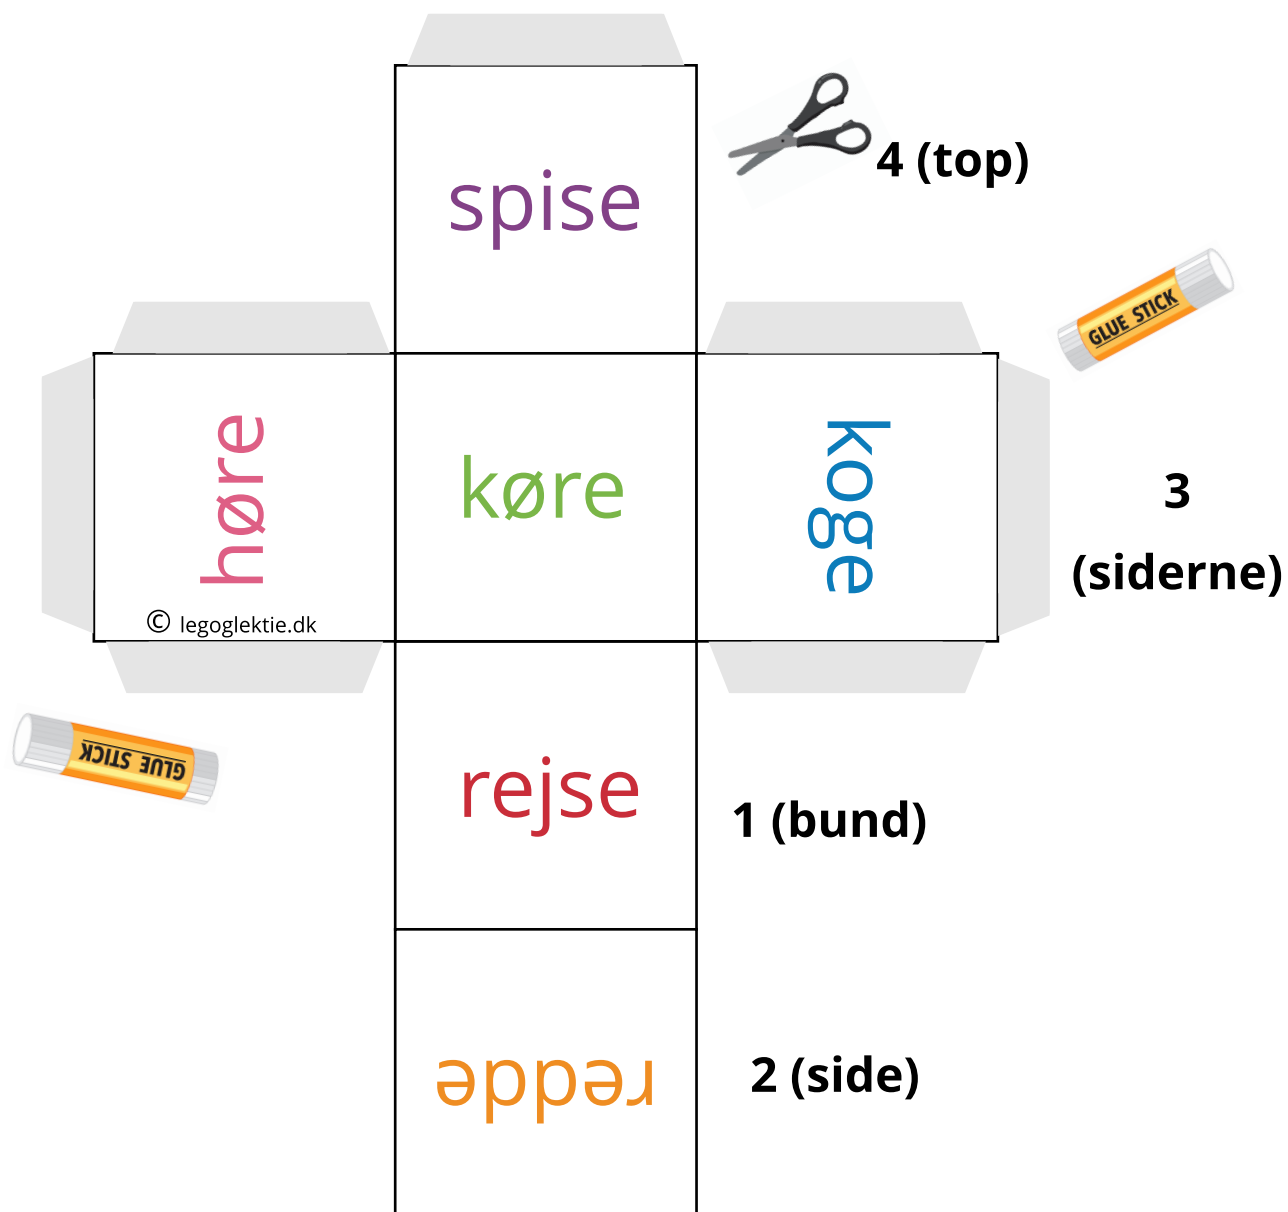 spise
4 (top)
GLUE STICK
høre
køre
koge
3
(siderne)
© legoglektie.dk
GLUE STICK
rejse
1 (bund)
redde
2 (side)